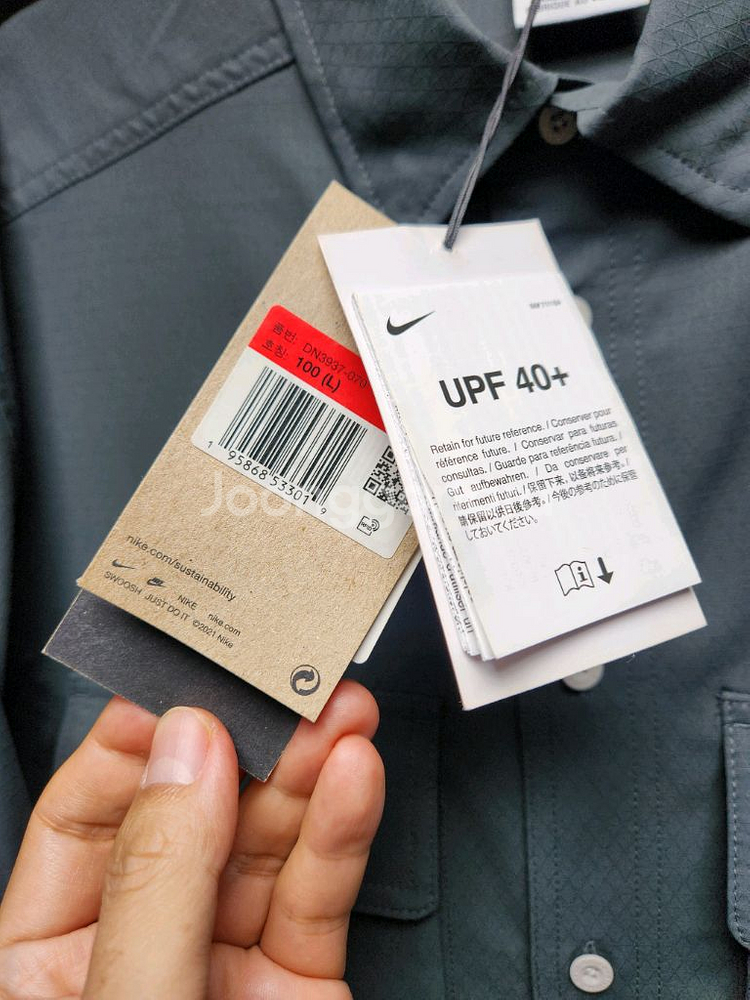 품번: DN3937-070
호칭: 100 (L)
1 95868 53301 9
nike.com/sustainability
NIKE nike.com
SWOOSH JUST DO IT ©2021 Nike
UPF 40+
Retain for future reference. / Conserver pour
référence future. / Conservar para futuras
consultas. / Guarde para referência futura. /
Gut aufbewahren. / Da conservare per
riferimenti futuri. / 保留下来，以备将来参考。/
請保留以供日後參考。/ 今後の参考のために保管
しておいてください。